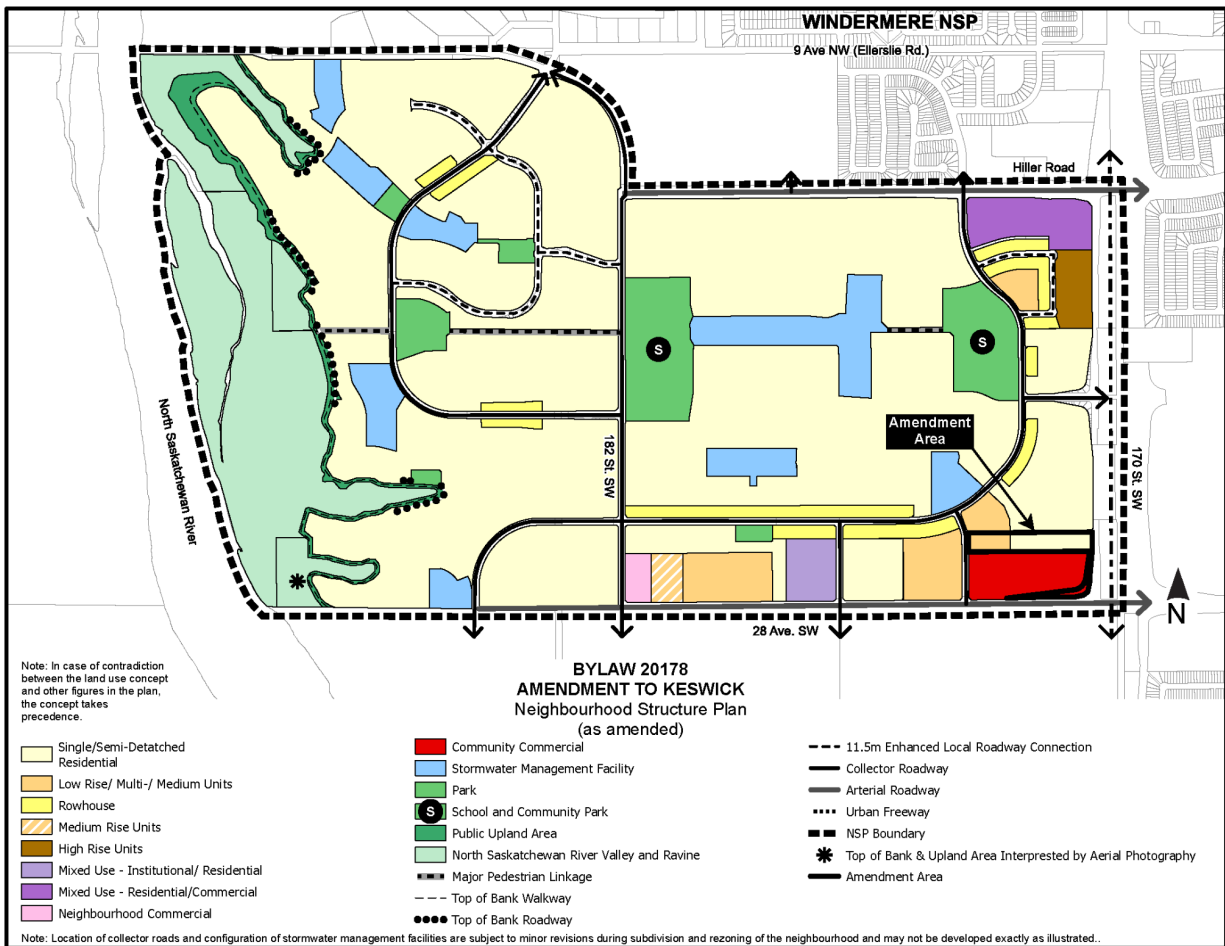 WINDERMERE NSP
9 Ave NW (Ellerslie Rd.)
Hiller Road
S
S
Amendment
Area
North Saskatchewan River
182 St. SW
170 St. SW
28 Ave. SW
N
Note: In case of contradiction
between the land use concept
and other figures in the plan,
the concept takes
precedence.
BYLAW 20178
AMENDMENT TO KESWICK
Neighbourhood Structure Plan
(as amended)
Single/Semi-Detatched
Residential
Low Rise/ Multi-/ Medium Units
Rowhouse
Medium Rise Units
High Rise Units
Mixed Use - Institutional/ Residential
Mixed Use - Residential/Commercial
Neighbourhood Commercial
Community Commercial
Stormwater Management Facility
Park
S School and Community Park
Public Upland Area
North Saskatchewan River Valley and Ravine
Major Pedestrian Linkage
Top of Bank Walkway
Top of Bank Roadway
11.5m Enhanced Local Roadway Connection
Collector Roadway
Arterial Roadway
Urban Freeway
NSP Boundary
Top of Bank & Upland Area Interprested by Aerial Photography
Amendment Area
Note: Location of collector roads and configuration of stormwater management facilities are subject to minor revisions during subdivision and rezoning of the neighbourhood and may not be developed exactly as illustrated..